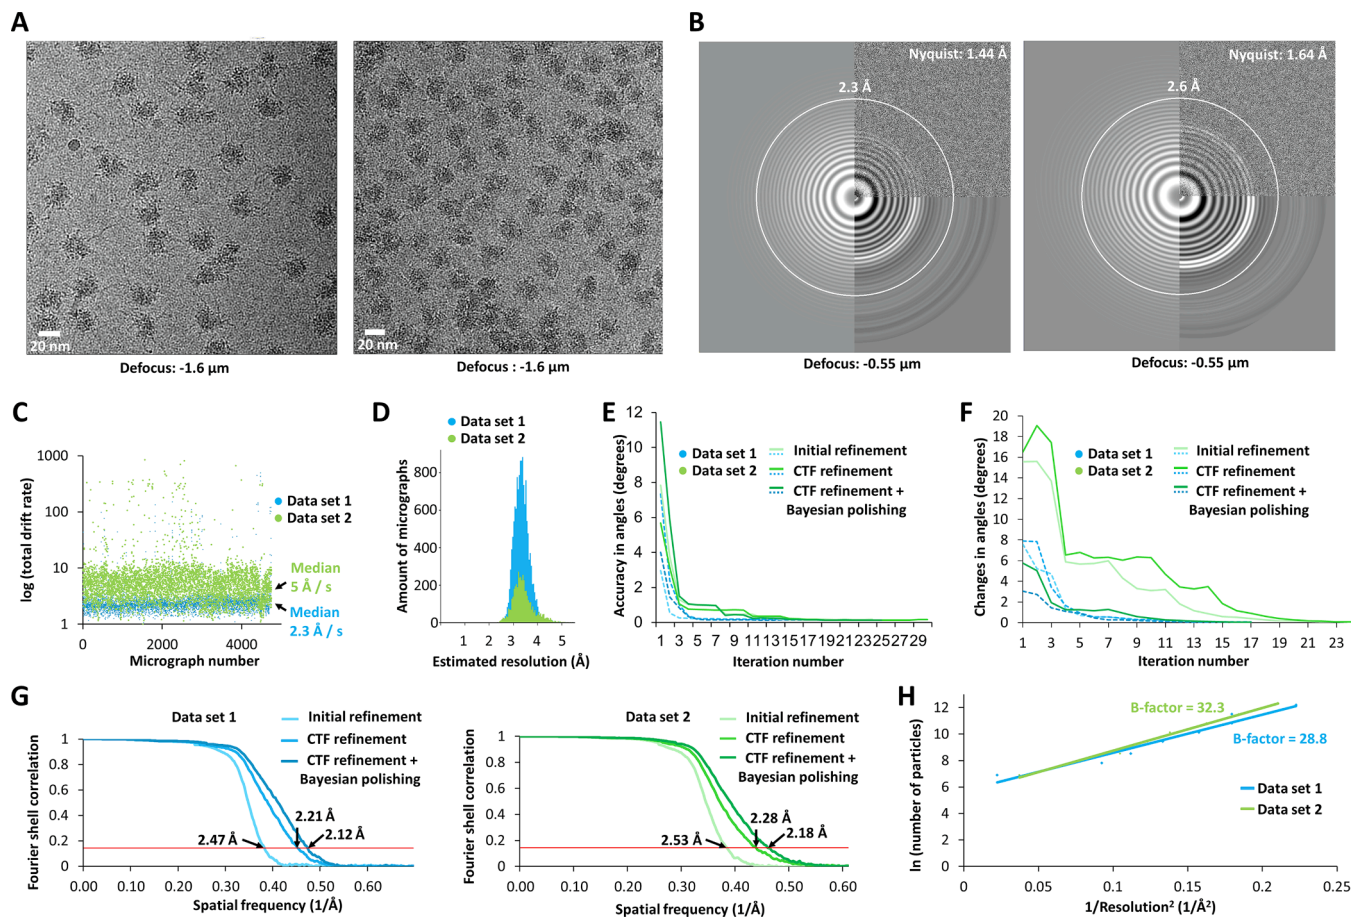 A
20 nm
Defocus: -1.6 µm
20 nm
Defocus : -1.6 µm
B
Nyquist: 1.44 Å
2.3 Å
Defocus: -0.55 µm
Nyquist: 1.64 Å
2.6 Å
Defocus: -0.55 µm
C
log (total drift rate)
1000
100
10
1
0
2000
4000
Micrograph number
Data set 1
Data set 2
Median
5 Å / s
Median
2.3 Å / s
D
Data set 1
Data set 2
Amount of micrographs
800
600
400
200
0
1 2 3 4 5
Estimated resolution (Å)
E
Accuracy in angles (degrees)
12
10
8
6
4
2
0
1 3 5 7 9 11 13 15 17 19 21 23 25 27 29
Iteration number
Data set 1
Data set 2
Initial refinement
CTF refinement
CTF refinement +
Bayesian polishing
F
Changes in angles (degrees)
20
18
16
14
12
10
8
6
4
2
0
1 3 5 7 9 11 13 15 17 19 21 23
Iteration number
Data set 1
Data set 2
Initial refinement
CTF refinement
CTF refinement +
Bayesian polishing
G
Data set 1
Initial refinement
CTF refinement
CTF refinement +
Bayesian polishing
Fourier shell correlation
1
0.8
0.6
0.4
0.2
0
2.21 Å
2.47 Å
2.12 Å
0.00 0.10 0.20 0.30 0.40 0.50 0.60
Spatial frequency (1/Å)
Data set 2
Initial refinement
CTF refinement
CTF refinement +
Bayesian polishing
Fourier shell correlation
1
0.8
0.6
0.4
0.2
0
2.28 Å
2.53 Å
2.18 Å
0.00 0.10 0.20 0.30 0.40 0.50 0.60
Spatial frequency (1/Å)
H
ln (number of particles)
12
10
8
6
4
2
0
B-factor = 32.3
B-factor = 28.8
Data set 1
Data set 2
0 0.05 0.1 0.15 0.2 0.25
1/Resolution² (1/Å²)